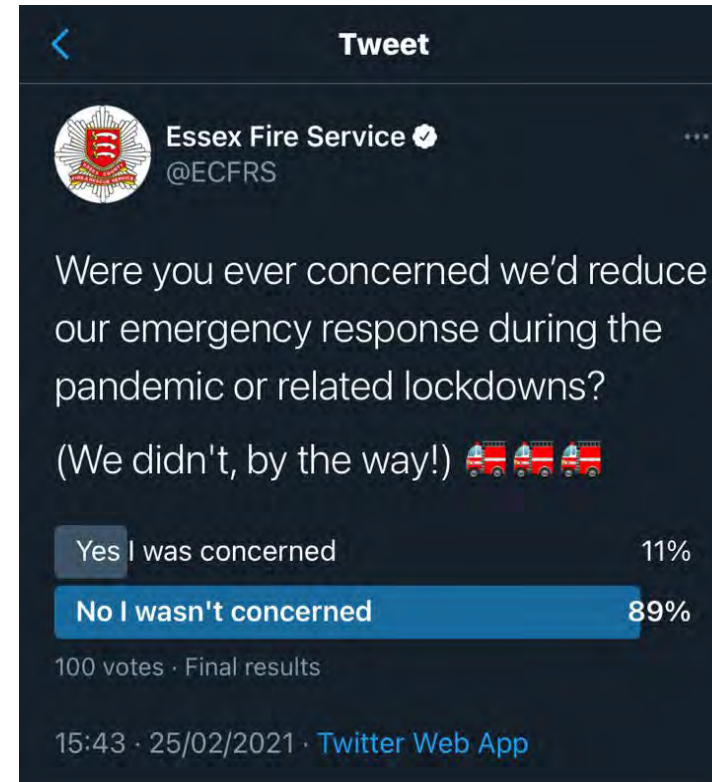 Tweet
Essex Fire Service
@ECFRS
Were you ever concerned we'd reduce
our emergency response during the
pandemic or related lockdowns?
(We didn't, by the way!) 🚒🚒🚒
Yes I was concerned 11%
No I wasn't concerned 89%
100 votes · Final results
15:43 · 25/02/2021 · Twitter Web App